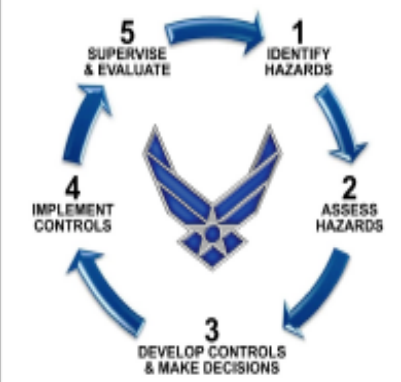 1
IDENTIFY
HAZARDS
2
ASSESS
HAZARDS
3
DEVELOP CONTROLS
& MAKE DECISIONS
4
IMPLEMENT
CONTROLS
5
SUPERVISE
& EVALUATE